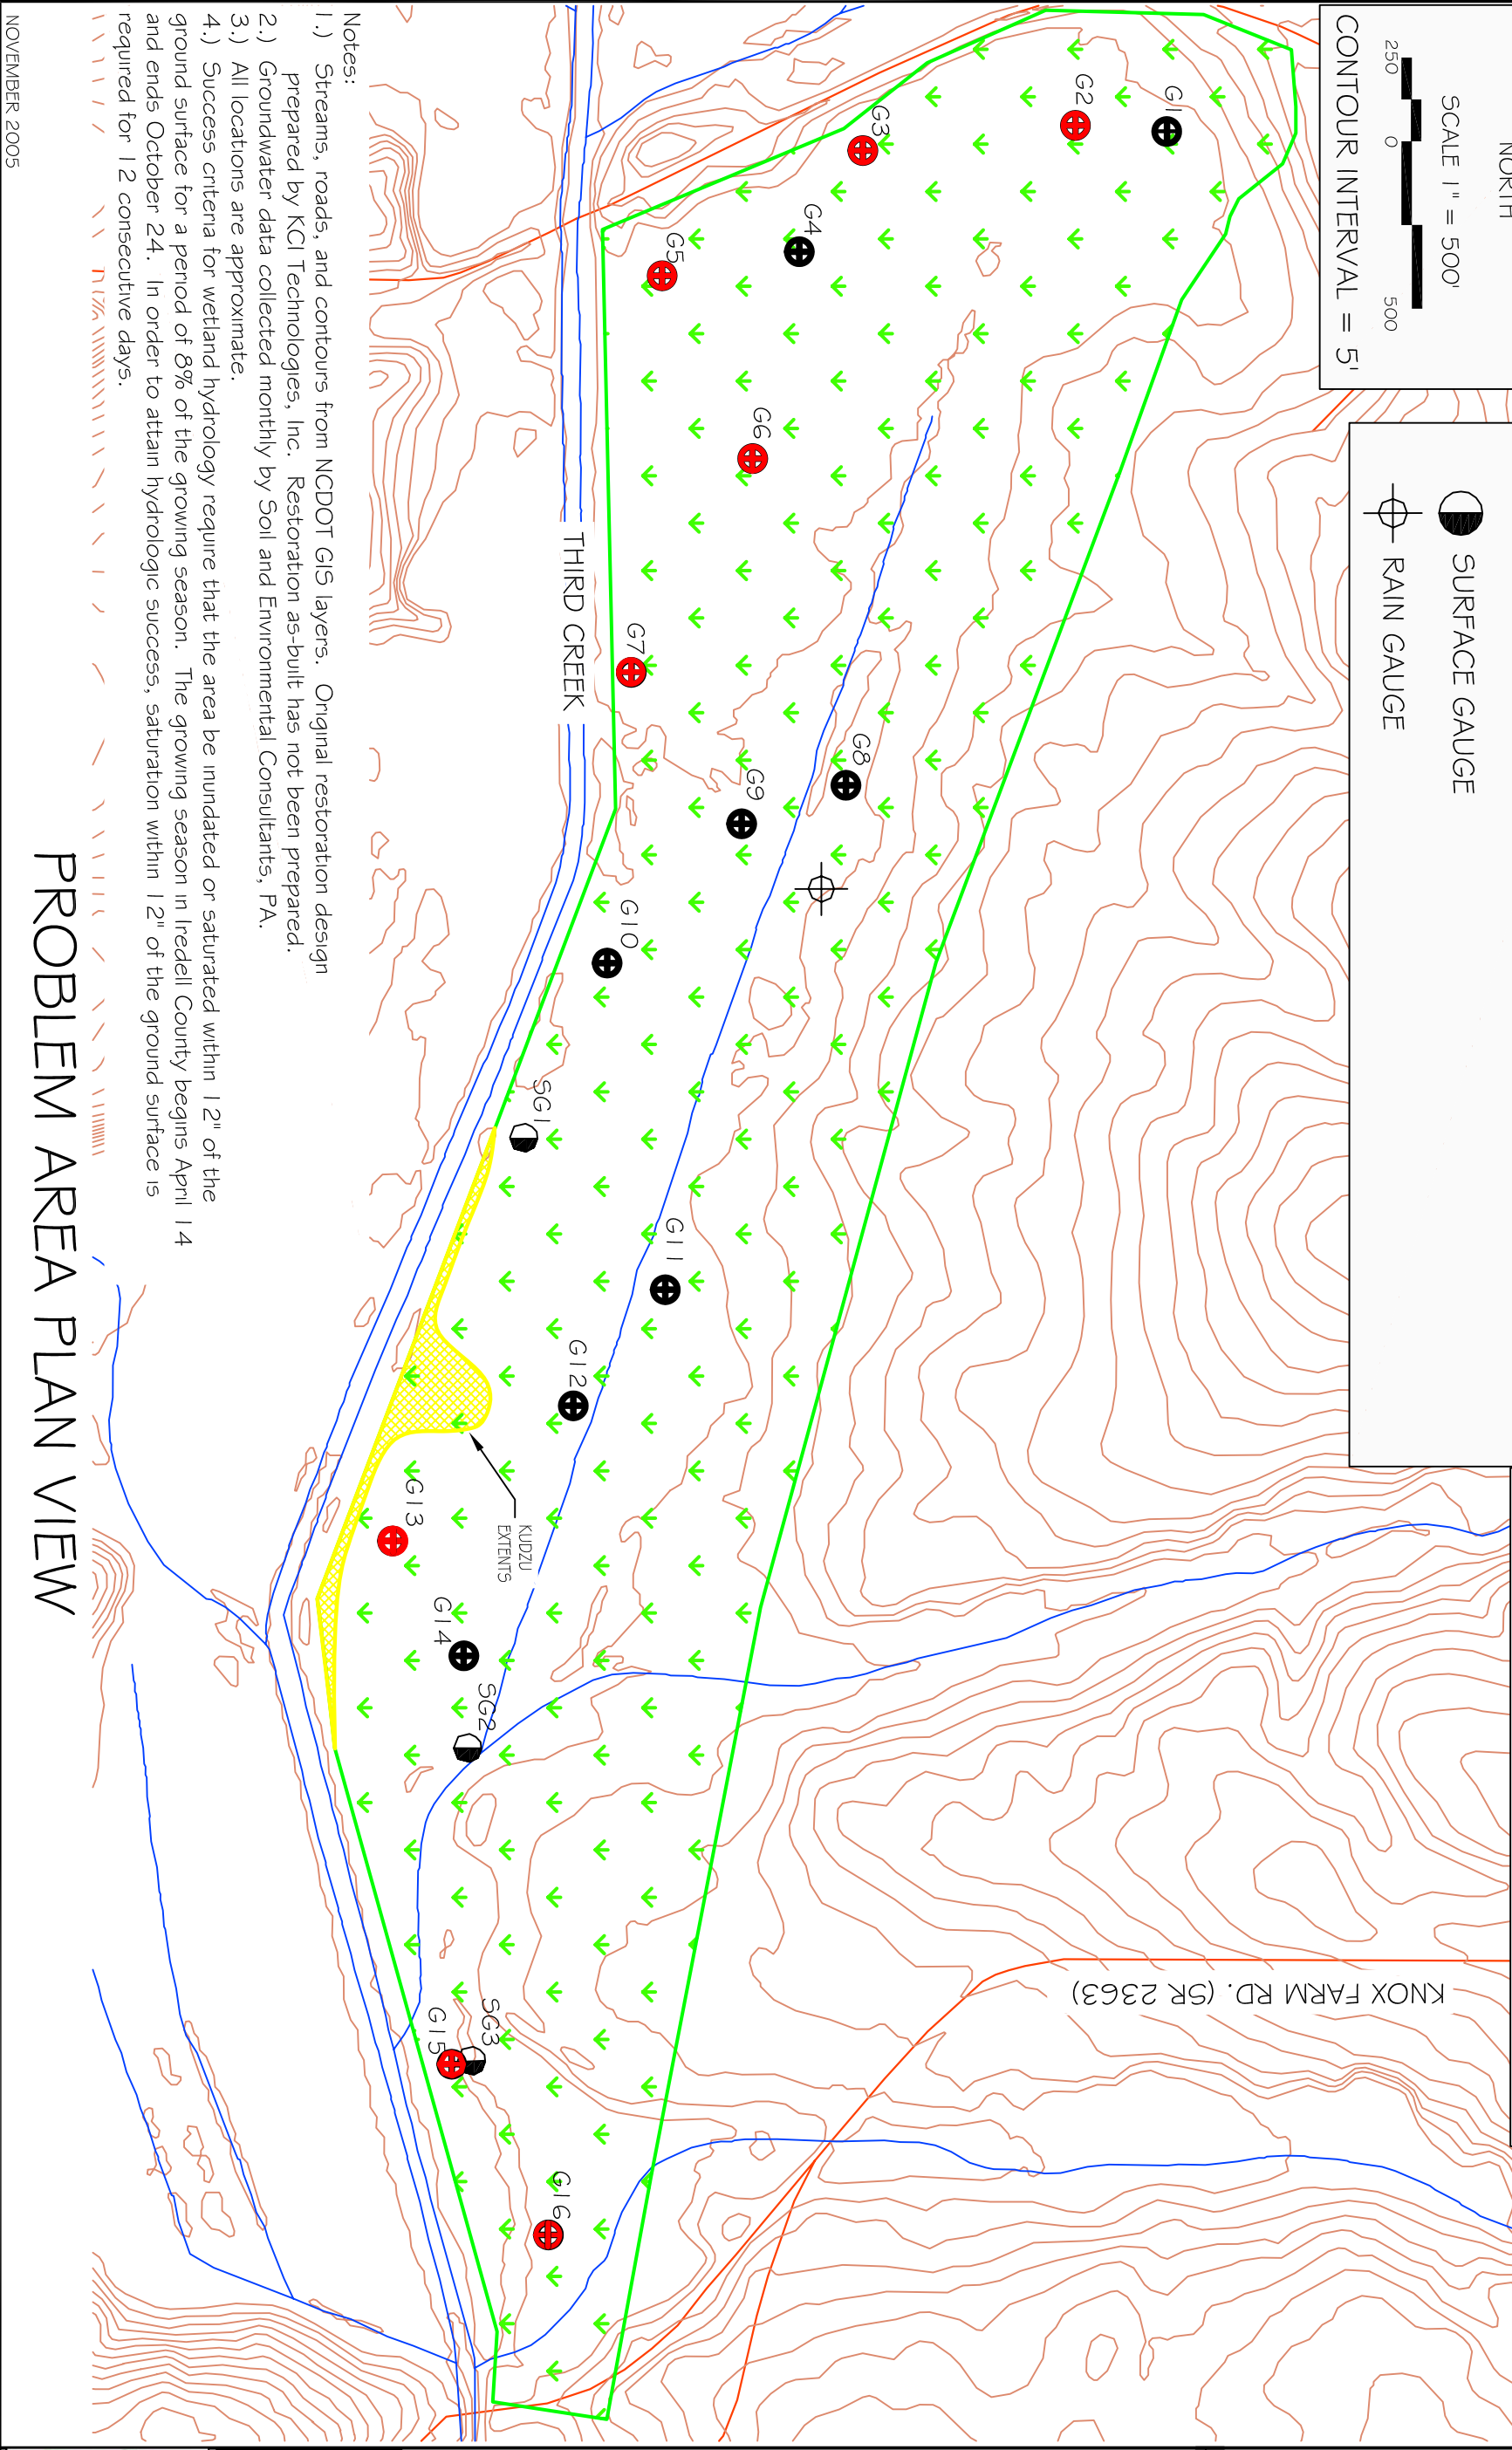 NORTH
SCALE 1" = 500'
250 0 500
CONTOUR INTERVAL = 5'
SURFACE GAUGE
RAIN GAUGE
G1
G2
G3
G4
G5
G6
G7
G8
G9
G10
SG1
G11
G12
G13
G14
SG2
SG3
G15
G16
THIRD CREEK
KUDZU
EXTENTS
KNOX FARM RD. (SR 2363)
Notes:
1.) Streams, roads, and contours from NCDOT GIS layers. Original restoration design
prepared by KCI Technologies, Inc. Restoration as-built has not been prepared.
2.) Groundwater data collected monthly by Soil and Environmental Consultants, PA.
3.) All locations are approximate.
4.) Success criteria for wetland hydrology require that the area be inundated or saturated within 12" of the
ground surface for a period of 8% of the growing season. The growing season in Iredell County begins April 14
and ends October 24. In order to attain hydrologic success, saturation within 12" of the ground surface is
required for 12 consecutive days.
PROBLEM AREA PLAN VIEW
NOVEMBER 2005